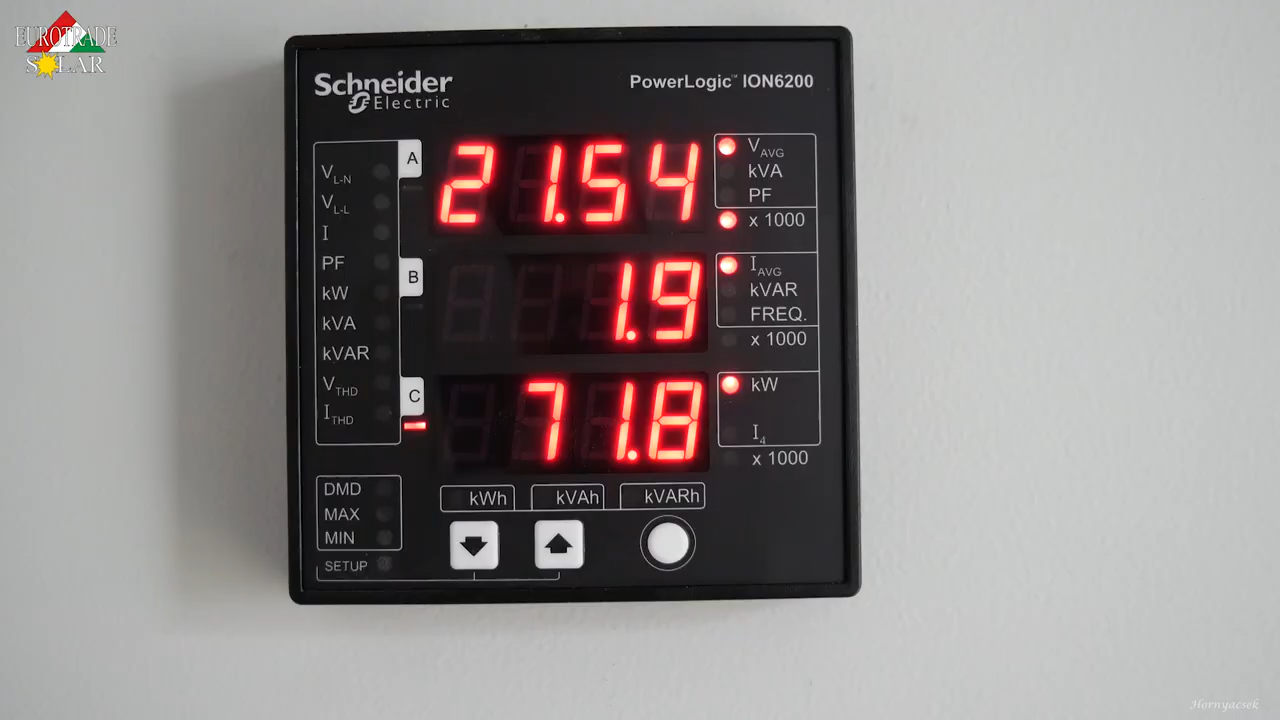 EUROTRADE
SOLAR
Schneider
Electric
PowerLogic™ ION6200
VL-N
VL-L
I
PF
kW
kVA
kVAR
VTHD
ITHD
A
21.54
VAVG
kVA
PF
x 1000
B
1.9
IAVG
kVAR
FREQ.
x 1000
C
71.8
kW
I4
x 1000
DMD
MAX
MIN
SETUP
kWh
kVAh
kVARh
Hornyacsek